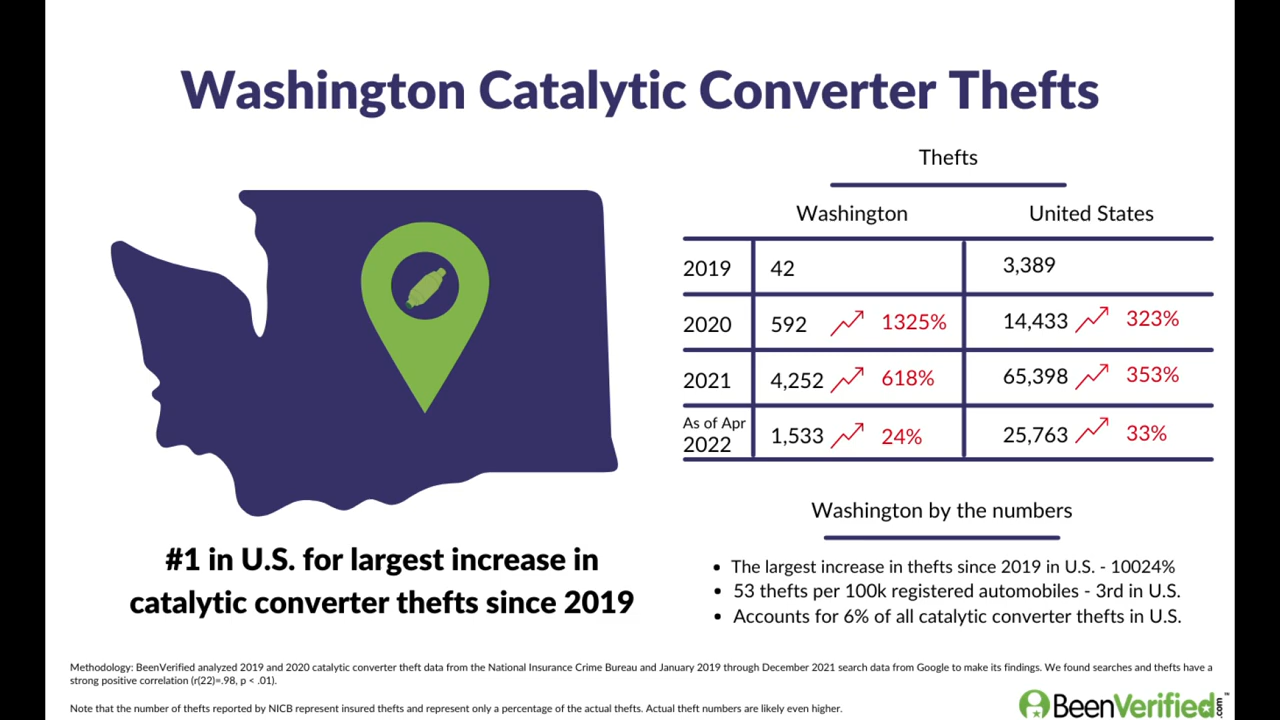 Washington Catalytic Converter Thefts
Thefts
Washington United States
2019 42 3,389
2020 592 1325% 14,433 323%
2021 4,252 618% 65,398 353%
As of Apr
2022 1,533 24% 25,763 33%
#1 in U.S. for largest increase in
catalytic converter thefts since 2019
Washington by the numbers
• The largest increase in thefts since 2019 in U.S. - 10024%
• 53 thefts per 100k registered automobiles - 3rd in U.S.
• Accounts for 6% of all catalytic converter thefts in U.S.
Methodology: BeenVerified analyzed 2019 and 2020 catalytic converter theft data from the National Insurance Crime Bureau and January 2019 through December 2021 search data from Google to make its findings. We found searches and thefts have a
strong positive correlation (r(22)=.98, p < .01).
Note that the number of thefts reported by NICB represent insured thefts and represent only a percentage of the actual thefts. Actual theft numbers are likely even higher.
BeenVerified.com™